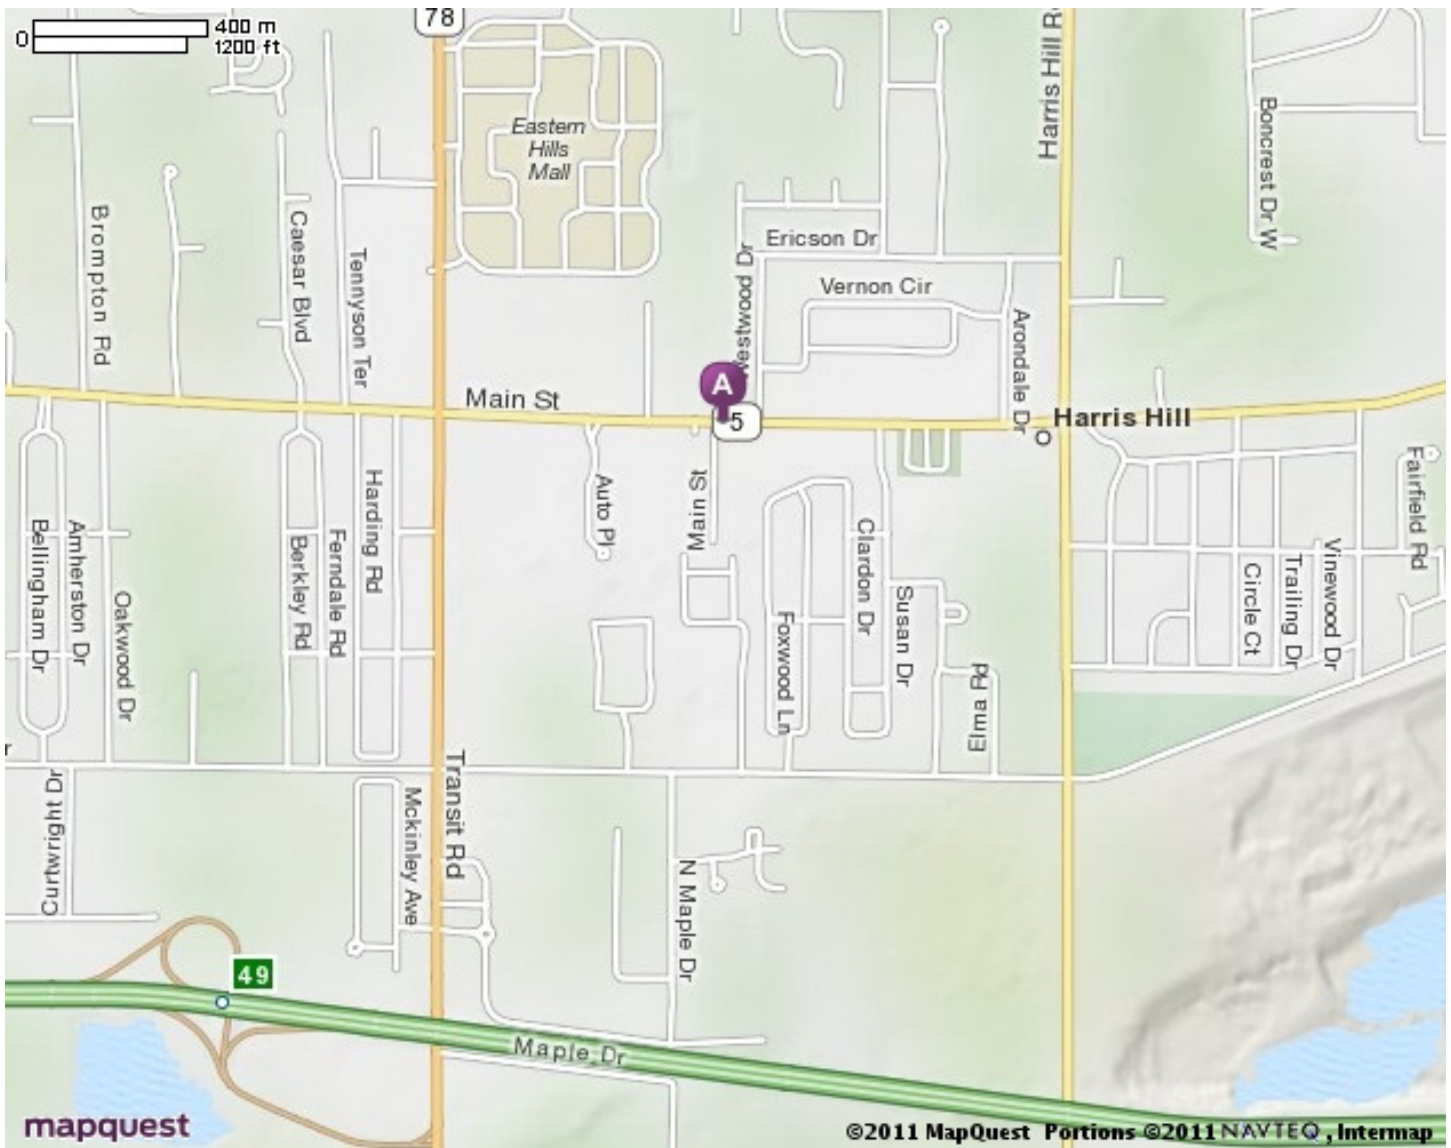 0
400 m
1200 ft
78
Harris Hill R
Eastern
Hills
Mall
Boncrest Dr W
Brompton Rd
Caesar Blvd
Tennyson Ter
Ericson Dr
Westwood Dr
Vernon Cir
Arondale Dr
Main St
A
5
Harris Hill
Fairfield Rd
Auto Pl
Main St
Harding Rd
Bellingham Dr
Amherston Dr
Oakwood Dr
Berkley Rd
Ferndale Rd
Clardon Dr
Susan Dr
Foxwood Ln
Elma Rd
Circle Ct
Trailing Dr
Vinewood Dr
Curtwright Dr
Mckinley Ave
Transit Rd
N Maple Dr
49
Maple Dr
mapquest
©2011 MapQuest Portions ©2011 NAVTEQ, Intermap